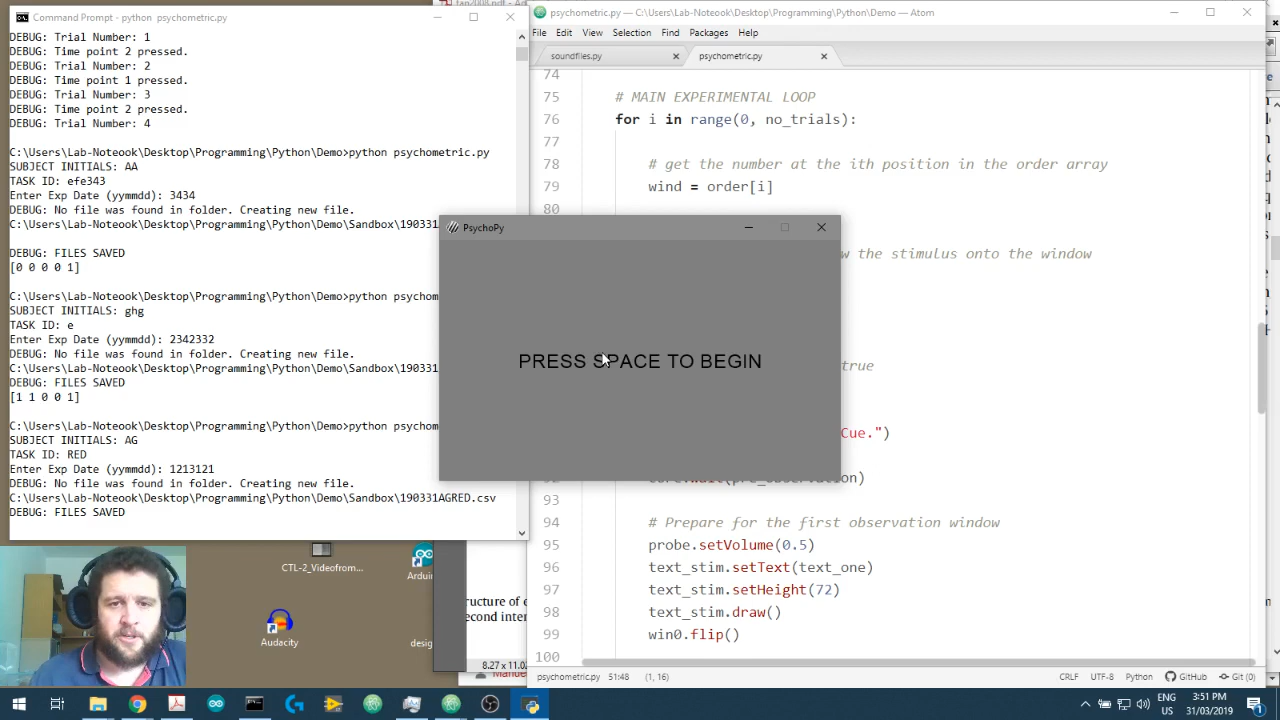 Command Prompt - python psychometric.py
DEBUG: Trial Number: 1
DEBUG: Time point 2 pressed.
DEBUG: Trial Number: 2
DEBUG: Time point 1 pressed.
DEBUG: Trial Number: 3
DEBUG: Time point 2 pressed.
DEBUG: Trial Number: 4
C:\Users\Lab-Noteook\Desktop\Programming\Python\Demo>python psychometric.py
SUBJECT INITIALS: AA
TASK ID: efe343
Enter Exp Date (yymmdd): 3434
DEBUG: No file was found in folder. Creating new file.
C:\Users\Lab-Noteook\Desktop\Programming\Python\Demo\Sandbox\190331
DEBUG: FILES SAVED
[0 0 0 0 1]
C:\Users\Lab-Noteook\Desktop\Programming\Python\Demo>python psychom
SUBJECT INITIALS: ghg
TASK ID: e
Enter Exp Date (yymmdd): 2342332
DEBUG: No file was found in folder. Creating new file.
C:\Users\Lab-Noteook\Desktop\Programming\Python\Demo\Sandbox\190331
DEBUG: FILES SAVED
[1 1 0 0 1]
C:\Users\Lab-Noteook\Desktop\Programming\Python\Demo>python psychom
SUBJECT INITIALS: AG
TASK ID: RED
Enter Exp Date (yymmdd): 1213121
DEBUG: No file was found in folder. Creating new file.
C:\Users\Lab-Noteook\Desktop\Programming\Python\Demo\Sandbox\190331AGRED.csv
DEBUG: FILES SAVED
psychometric.py — C:\Users\Lab-Noteook\Desktop\Programming\Python\Demo — Atom
File Edit View Selection Find Packages Help
soundfiles.py
psychometric.py
74
75 # MAIN EXPERIMENTAL LOOP
76 for i in range(0, no_trials):
77
78 # get the number at the ith position in the order array
79 wind = order[i]
80
w the stimulus onto the window
true
Cue.")
93
94 # Prepare for the first observation window
95 probe.setVolume(0.5)
96 text_stim.setText(text_one)
97 text_stim.setHeight(72)
98 text_stim.draw()
99 win0.flip()
100
PsychoPy
PRESS SPACE TO BEGIN
CTL-2_Videofrom...
Arduin
Audacity
desig
ructure of e
econd inter
8.27 x 11.0
psychometric.py 51:48 (1, 16)
CRLF UTF-8 Python GitHub Git (0)
ENG
US
3:51 PM
31/03/2019
1